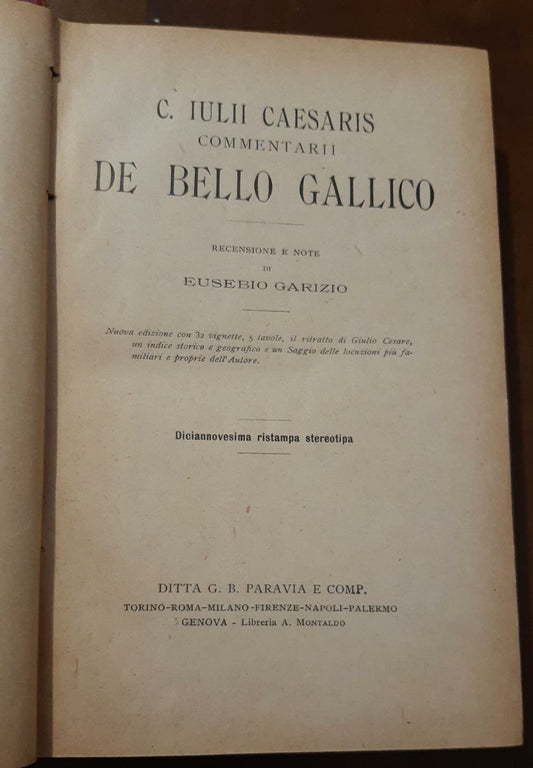 C. IULII CAESARIS
COMMENTARII
DE BELLO GALLICO
RECENSIONE E NOTE
DI
EUSEBIO GARIZIO
Nuova edizione con 32 vignette, 5 tavole, il ritratto di Giulio Cesare,
un indice storico e geografico e un Saggio delle locuzioni più fa-
miliari e proprie dell'Autore.
Diciannovesima ristampa stereotipa
DITTA G. B. PARAVIA E COMP.
TORINO-ROMA-MILANO-FIRENZE-NAPOLI-PALERMO
GENOVA - Libreria A. MONTALDO